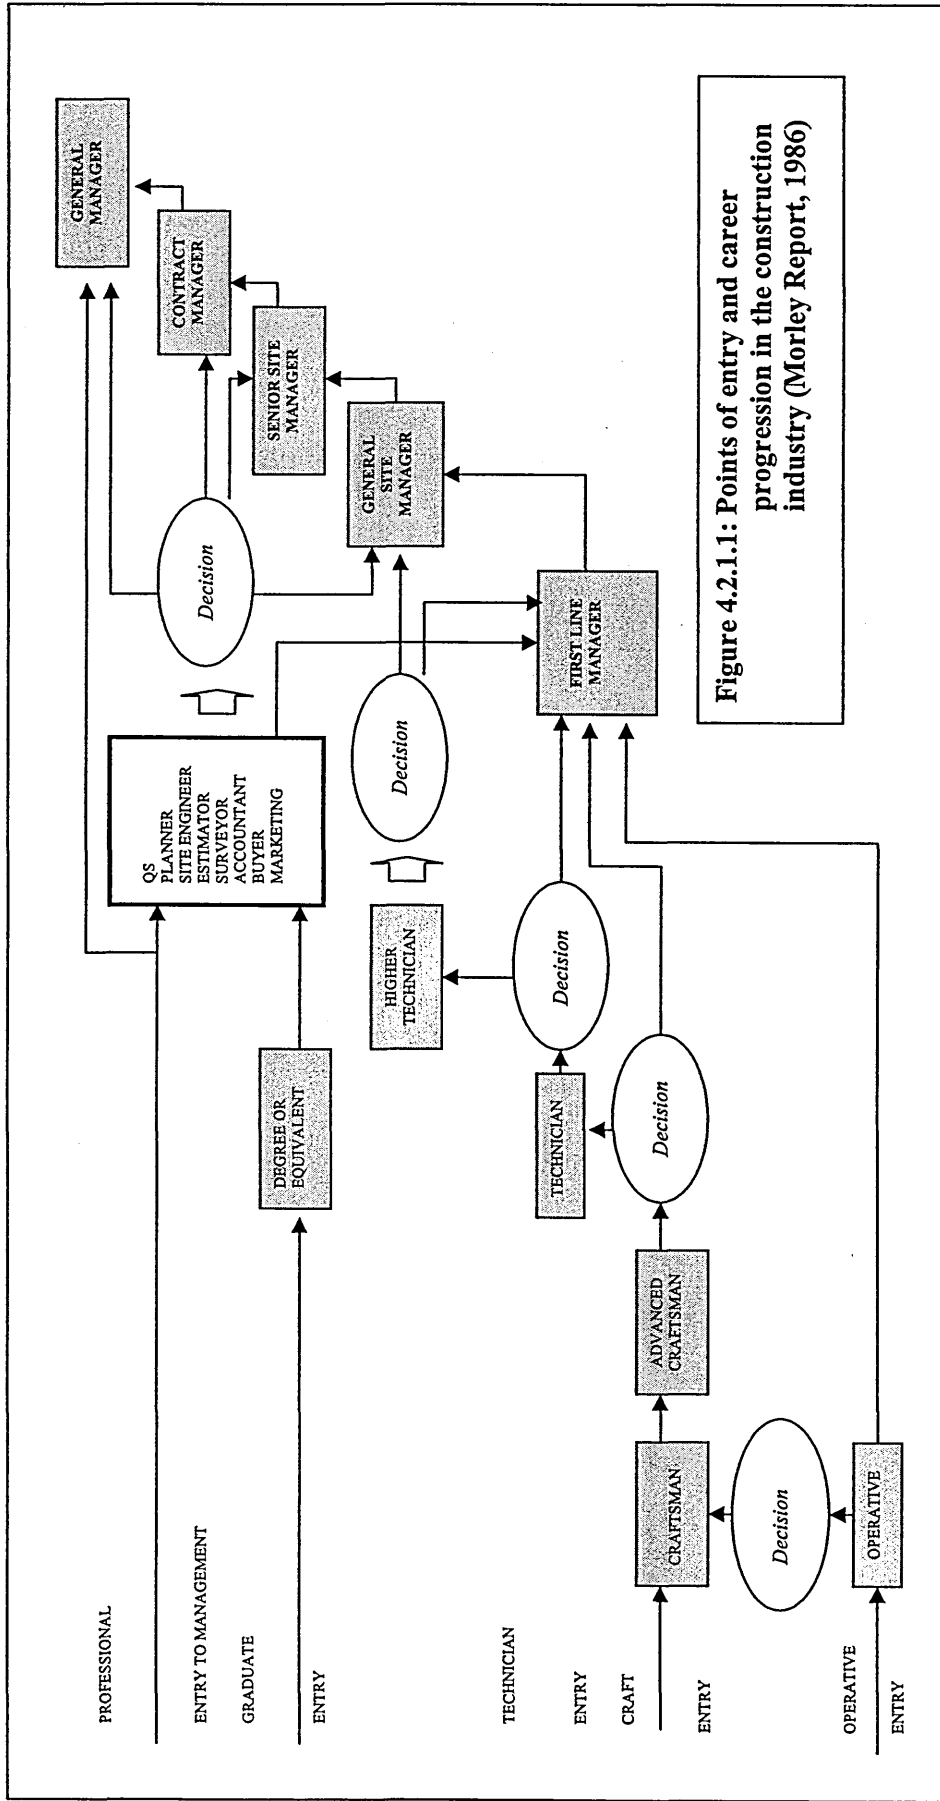 PROFESSIONAL
ENTRY TO MANAGEMENT
GRADUATE
ENTRY
TECHNICIAN
ENTRY
CRAFT
ENTRY
OPERATIVE
ENTRY
GENERAL
MANAGER
CONTRACT
MANAGER
SENIOR SITE
MANAGER
GENERAL
SITE
MANAGER
Decision
QS
PLANNER
SITE ENGINEER
ESTIMATOR
SURVEYOR
ACCOUNTANT
BUYER
MARKETING
Decision
FIRST LINE
MANAGER
DEGREE OR
EQUIVALENT
HIGHER
TECHNICIAN
Decision
TECHNICIAN
Decision
ADVANCED
CRAFTSMAN
CRAFTSMAN
Decision
OPERATIVE
Figure 4.2.1.1: Points of entry and career
progression in the construction
industry (Morley Report, 1986)